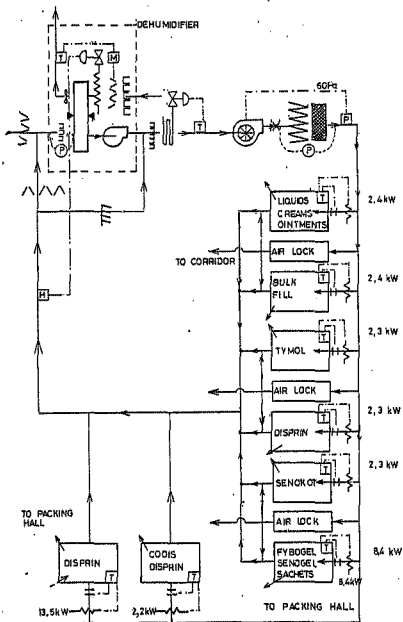 DEHUMIDIFIER
T
M
P
T
60Pa
P
P
H
T
LIQUIDS
CREAMS
OINTMENTS
2,4kW
AIR LOCK
TO CORRIDOR
T
BULK
FILL
2,4 kW
T
TYMOL
2,3 kW
AIR LOCK
T
DISPRIN
2,3 kW
T
SENOKOT
2,3 kW
AIR LOCK
T
FYBOGEL
SENOGEL
SACHETS
8,4 kW
8,4kW
TO PACKING HALL
TO PACKING
HALL
DISPRIN
T
13,5kW
CODIS
DISPRIN
T
2,2kW